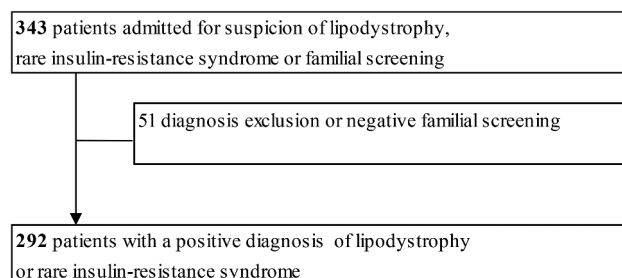 343 patients admitted for suspicion of lipodystrophy,
rare insulin-resistance syndrome or familial screening
51 diagnosis exclusion or negative familial screening
292 patients with a positive diagnosis of lipodystrophy
or rare insulin-resistance syndrome